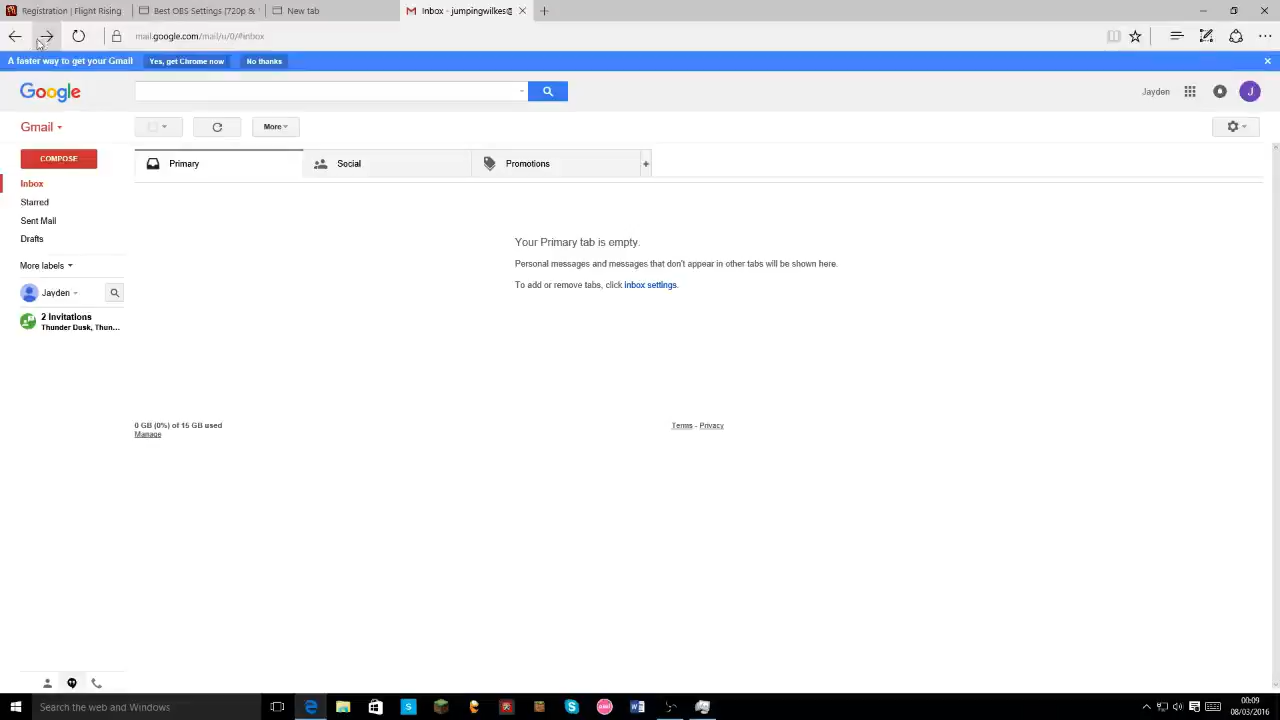 Registration | Flight Rising
Best OBS Settings [720p &
New tab
Inbox - jumpingwilkes@
mail.google.com/mail/u/0/#inbox
A faster way to get your Gmail
Yes, get Chrome now
No thanks
Google
Jayden
J
Gmail
More
COMPOSE
Primary
Social
Promotions
Inbox
Starred
Sent Mail
Drafts
More labels
Jayden
2 Invitations
Thunder Dusk, Thun...
Your Primary tab is empty.
Personal messages and messages that don't appear in other tabs will be shown here.
To add or remove tabs, click inbox settings.
0 GB (0%) of 15 GB used
Manage
Terms - Privacy
Search the web and Windows
00:09
08/03/2016